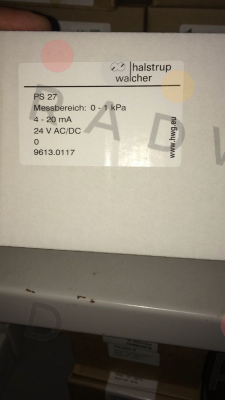 halstrup
walcher
PS 27
Messbereich: 0 - 1 kPa
4 - 20 mA
24 V AC/DC
0
9613.0117
www.hwg.eu
RADW